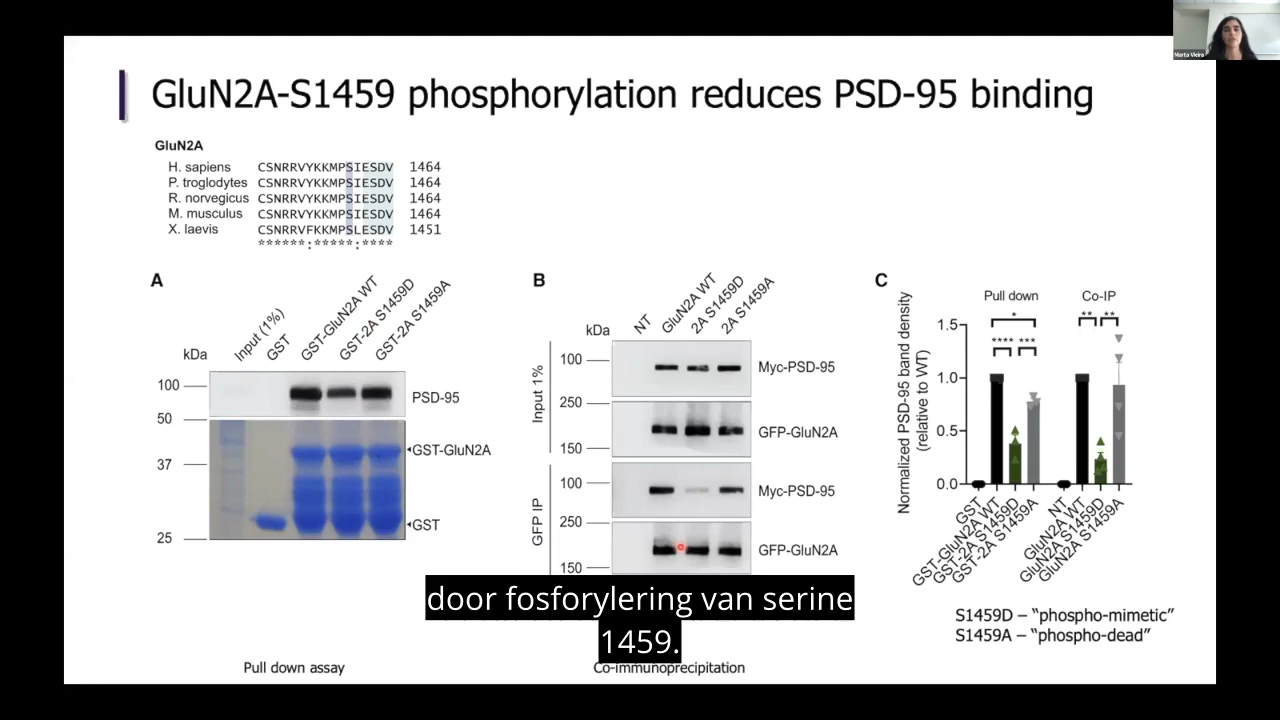 Marta Vieira
GluN2A-S1459 phosphorylation reduces PSD-95 binding
GluN2A
H. sapiens CSNRRVYKKMPSIESDV 1464
P. troglodytes CSNRRVYKKMPSIESDV 1464
R. norvegicus CSNRRVYKKMPSIESDV 1464
M. musculus CSNRRVYKKMPSIESDV 1464
X. laevis CSNRRVFKKMPSLESDV 1451
******:*****:****
A
kDa
Input (1%)
GST
GST-GluN2A WT
GST-2A S1459D
GST-2A S1459A
100
50
37
25
PSD-95
GST-GluN2A
GST
Pull down assay
B
kDa
NT
GluN2A WT
2A S1459D
2A S1459A
Input 1%
100
Myc-PSD-95
250
GFP-GluN2A
150
GFP IP
100
Myc-PSD-95
250
GFP-GluN2A
150
Co-immunoprecipitation
C
Pull down
Co-IP
Normalized PSD-95 band density
(relative to WT)
1.5
1.0
0.5
0.0
*
**** ***
** **
GST
GST-GluN2A WT
GST-2A S1459D
GST-2A S1459A
NT
GluN2A WT
GluN2A S1459D
GluN2A S1459A
S1459D – “phospho-mimetic”
S1459A – “phospho-dead”
door fosforylering van serine
1459.